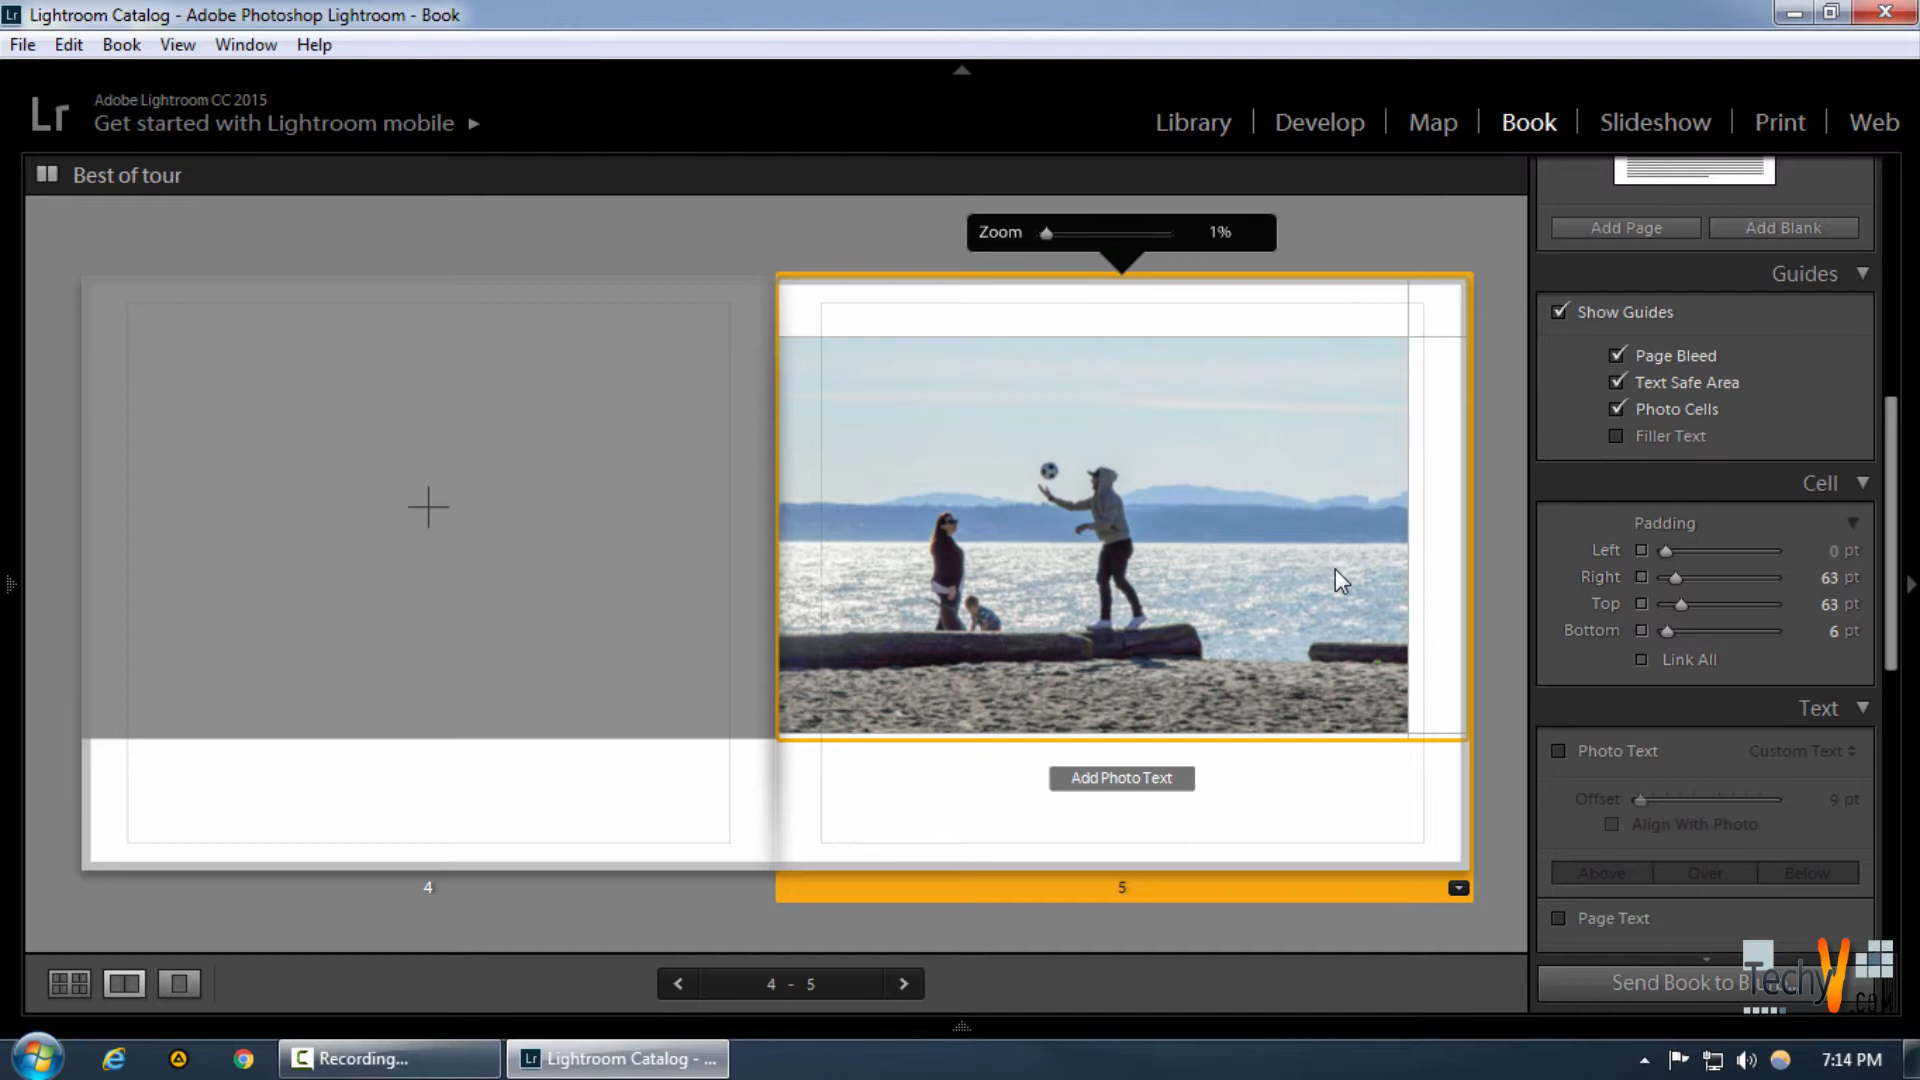 Lightroom Catalog - Adobe Photoshop Lightroom - Book
File Edit Book View Window Help
Lr Adobe Lightroom CC 2015
Get started with Lightroom mobile
Library Develop Map Book Slideshow Print Web
Best of tour
Zoom 1%
Add Page Add Blank
Guides
Show Guides
Page Bleed
Text Safe Area
Photo Cells
Filler Text
Cell
Padding
Left 0 pt
Right 63 pt
Top 63 pt
Bottom 6 pt
Link All
Text
Photo Text Custom Text
Offset 9 pt
Align With Photo
Above Over Below
Page Text
Add Photo Text
4
5
4 - 5
Send Book to
TechyV
.com
Recording...
Lr Lightroom Catalog - ...
7:14 PM